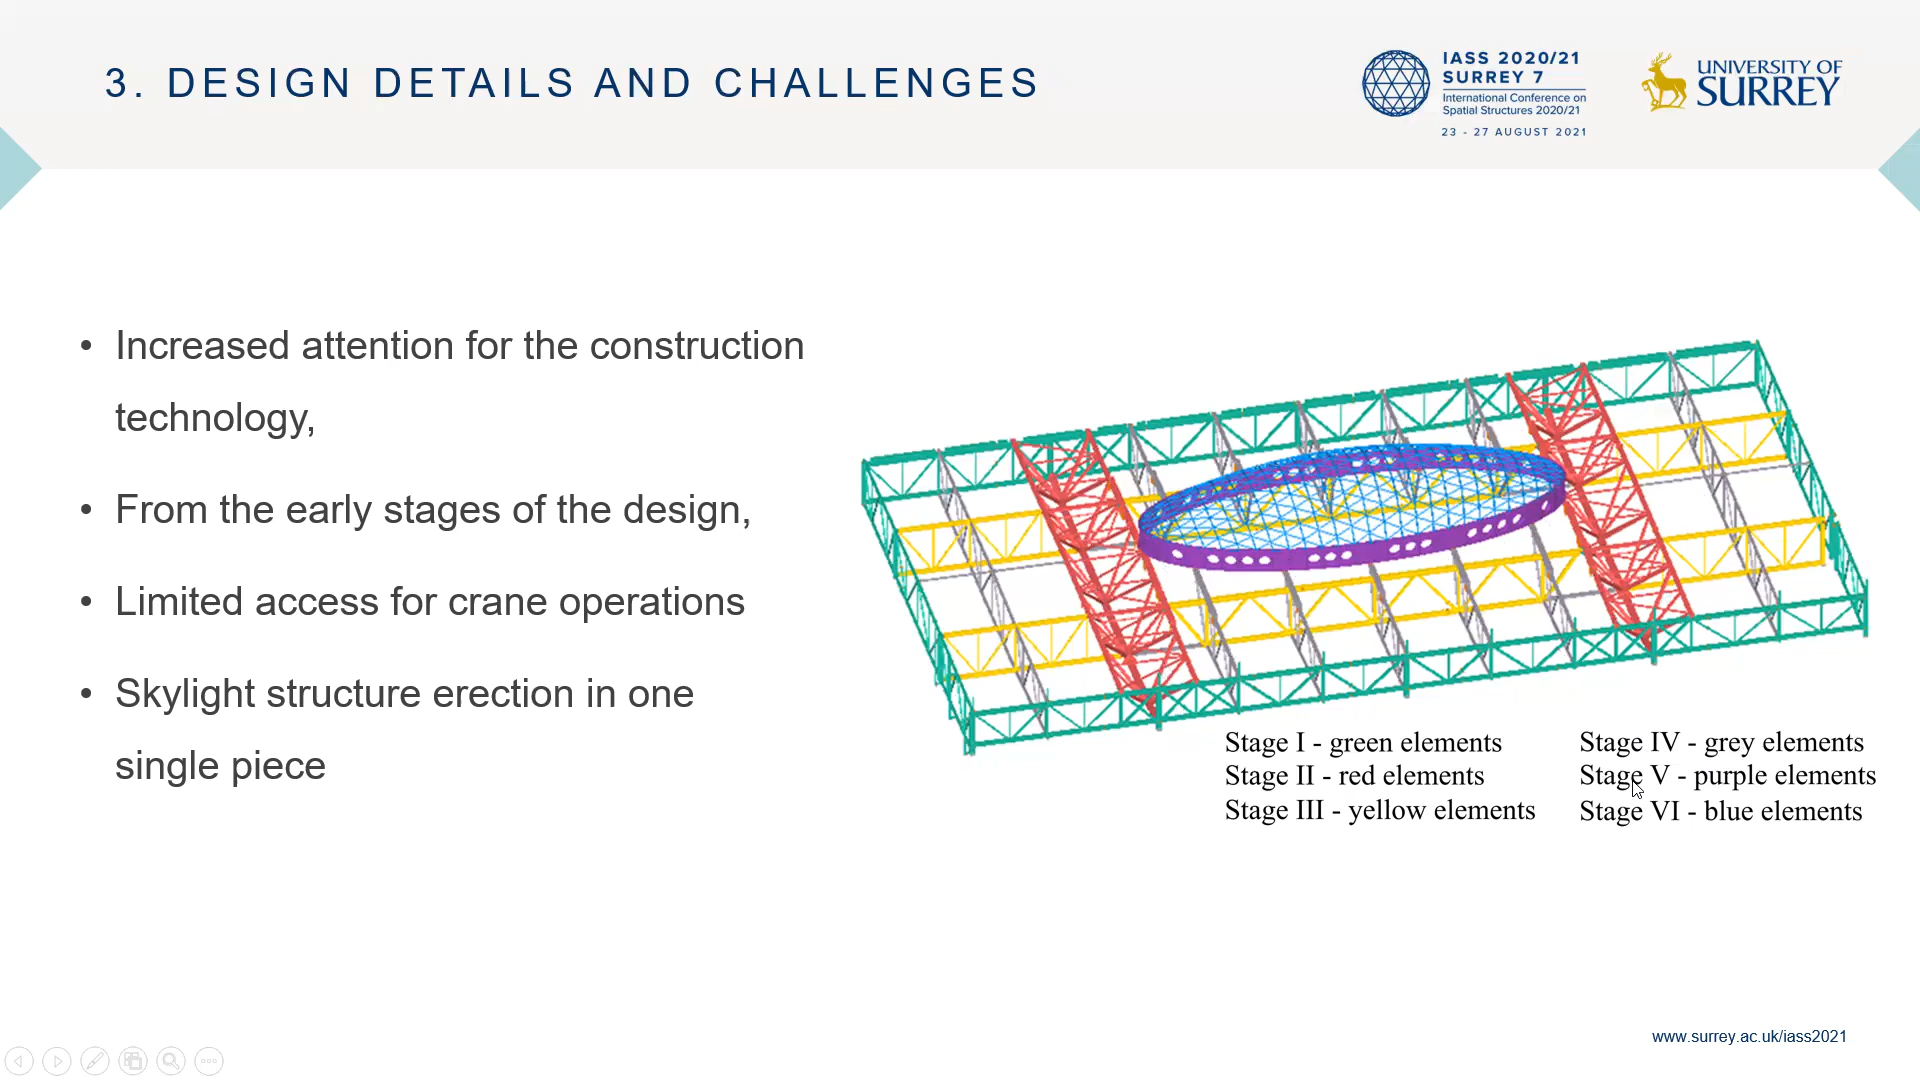 3. DESIGN DETAILS AND CHALLENGES
IASS 2020/21
SURREY 7
International Conference on
Spatial Structures 2020/21
23 - 27 AUGUST 2021
UNIVERSITY OF
SURREY
• Increased attention for the construction
technology,
• From the early stages of the design,
• Limited access for crane operations
• Skylight structure erection in one
single piece
Stage I - green elements
Stage II - red elements
Stage III - yellow elements
Stage IV - grey elements
Stage V - purple elements
Stage VI - blue elements
www.surrey.ac.uk/iass2021